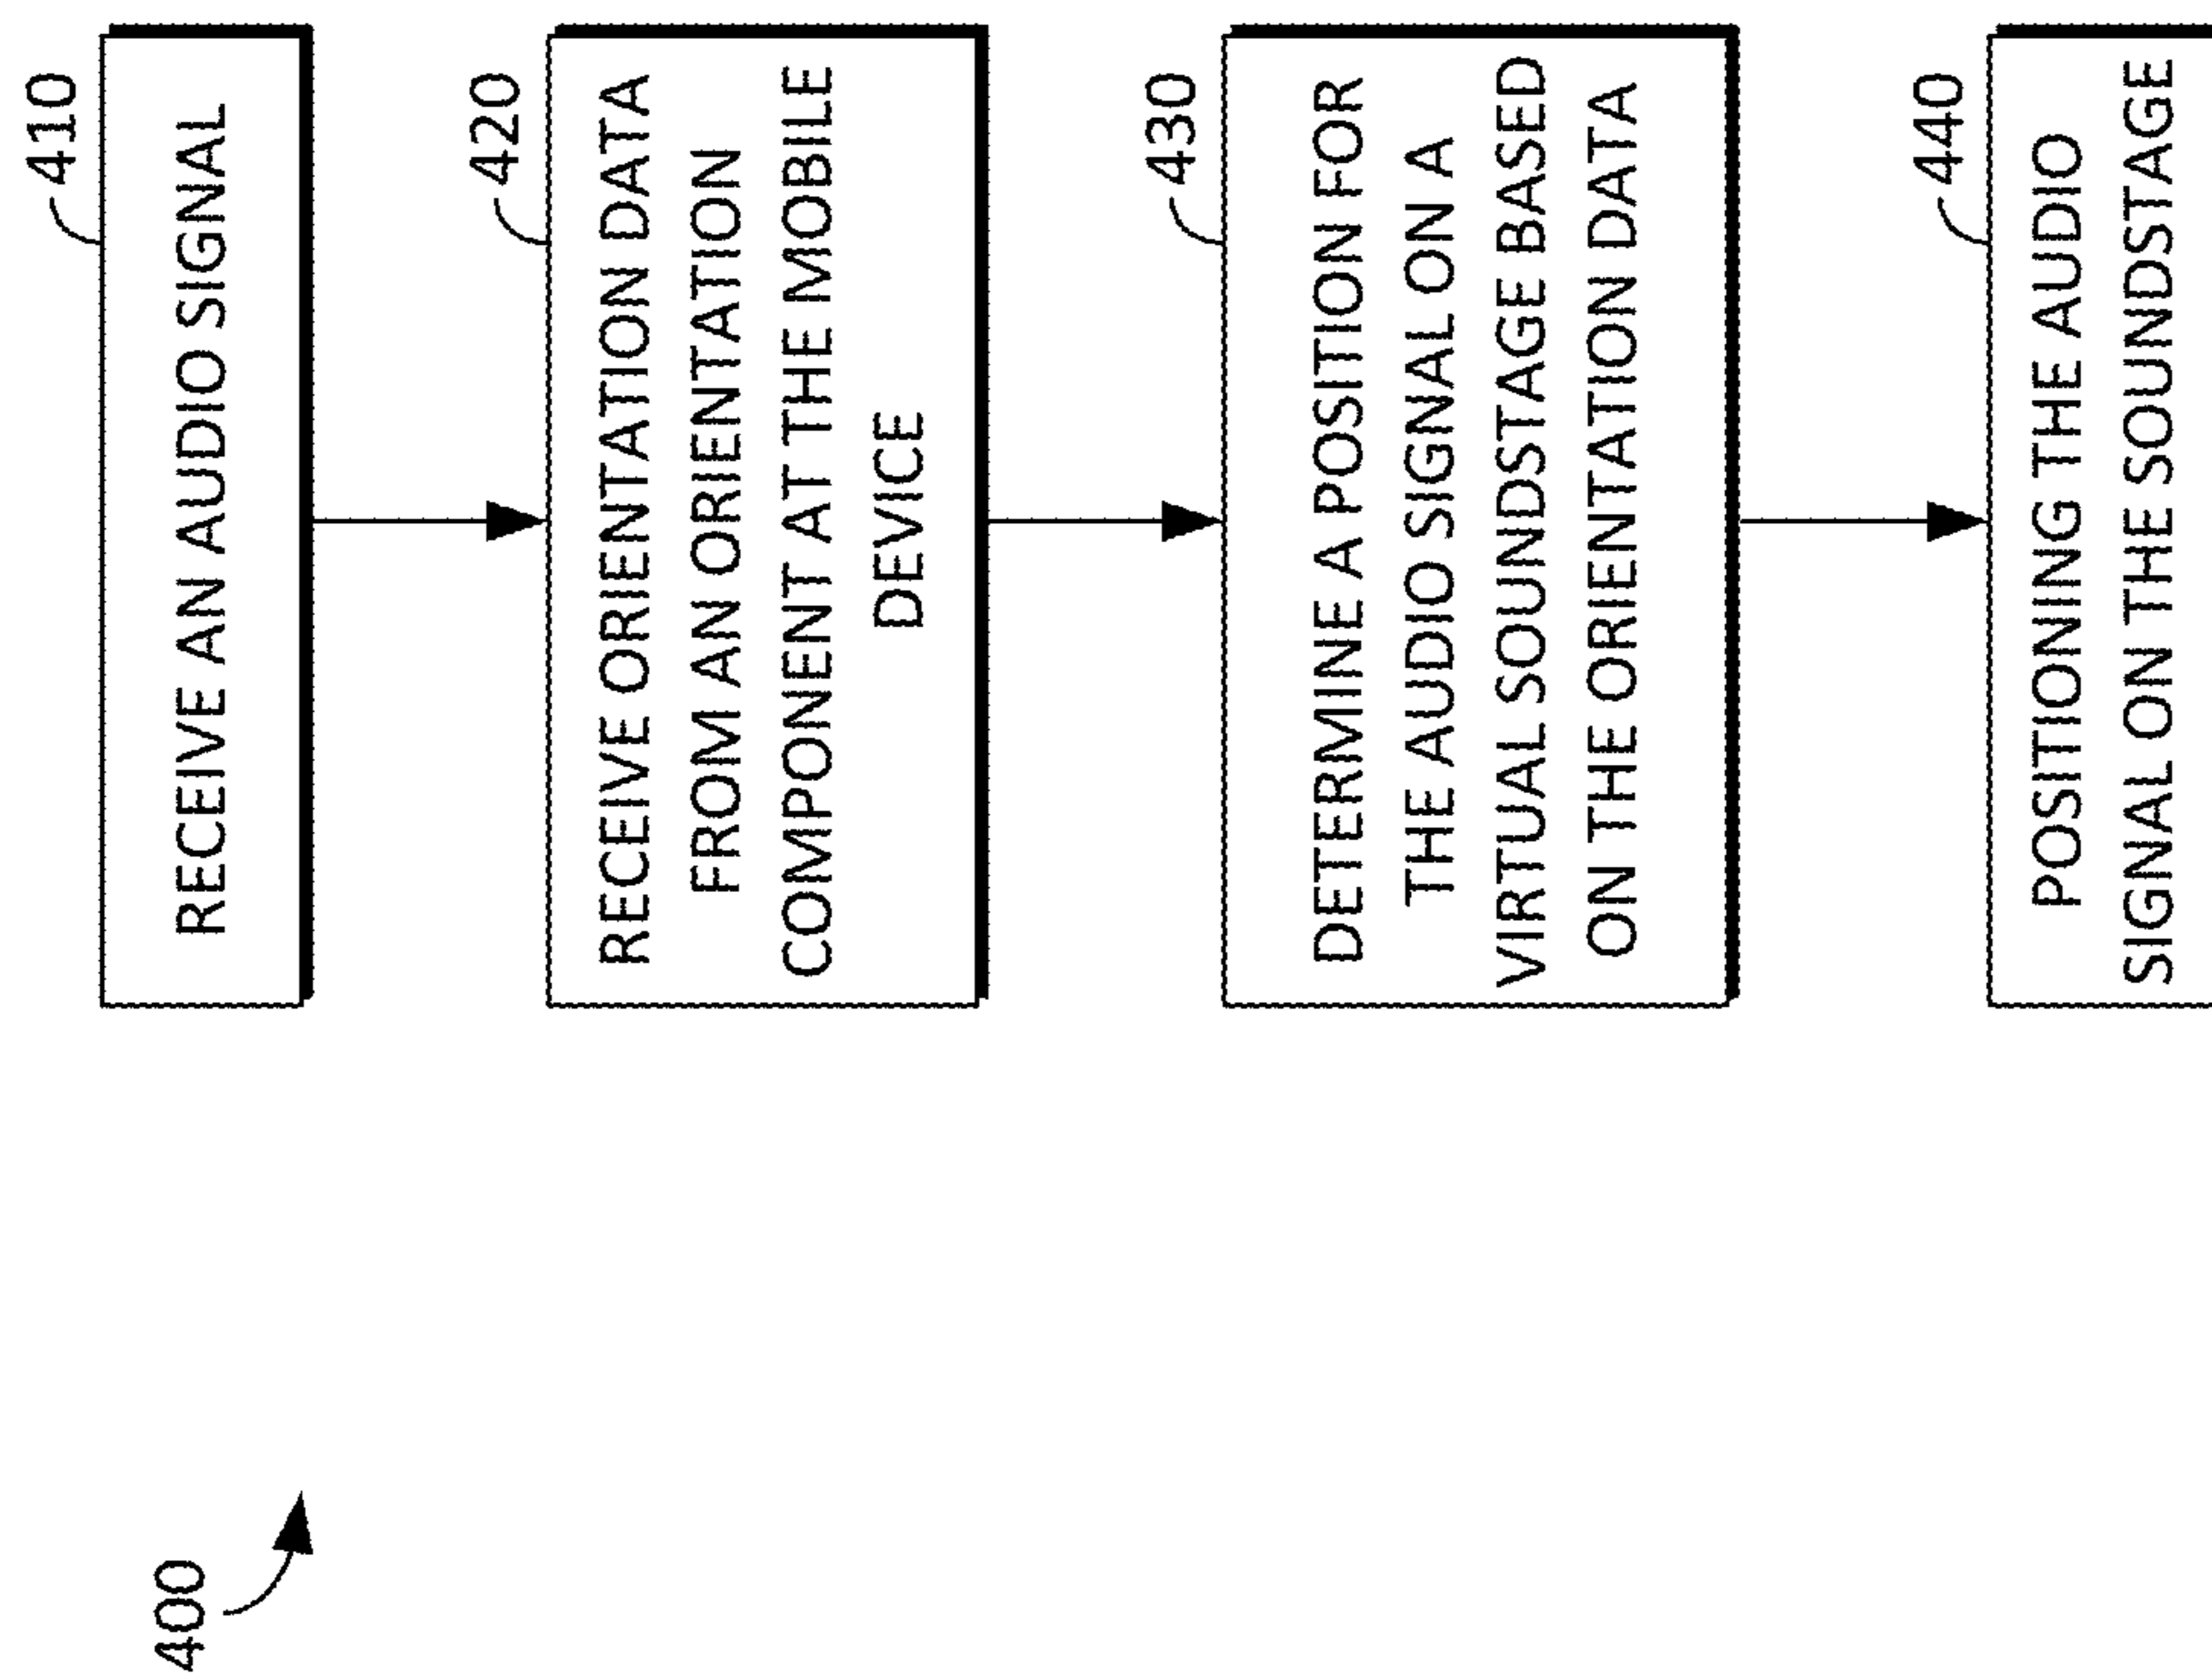 400
410
RECEIVE AN AUDIO SIGNAL
420
RECEIVE ORIENTATION DATA
FROM AN ORIENTATION
COMPONENT AT THE MOBILE
DEVICE
430
DETERMINE A POSITION FOR
THE AUDIO SIGNAL ON A
VIRTUAL SOUNDSTAGE BASED
ON THE ORIENTATION DATA
440
POSITIONING THE AUDIO
SIGNAL ON THE SOUNDSTAGE